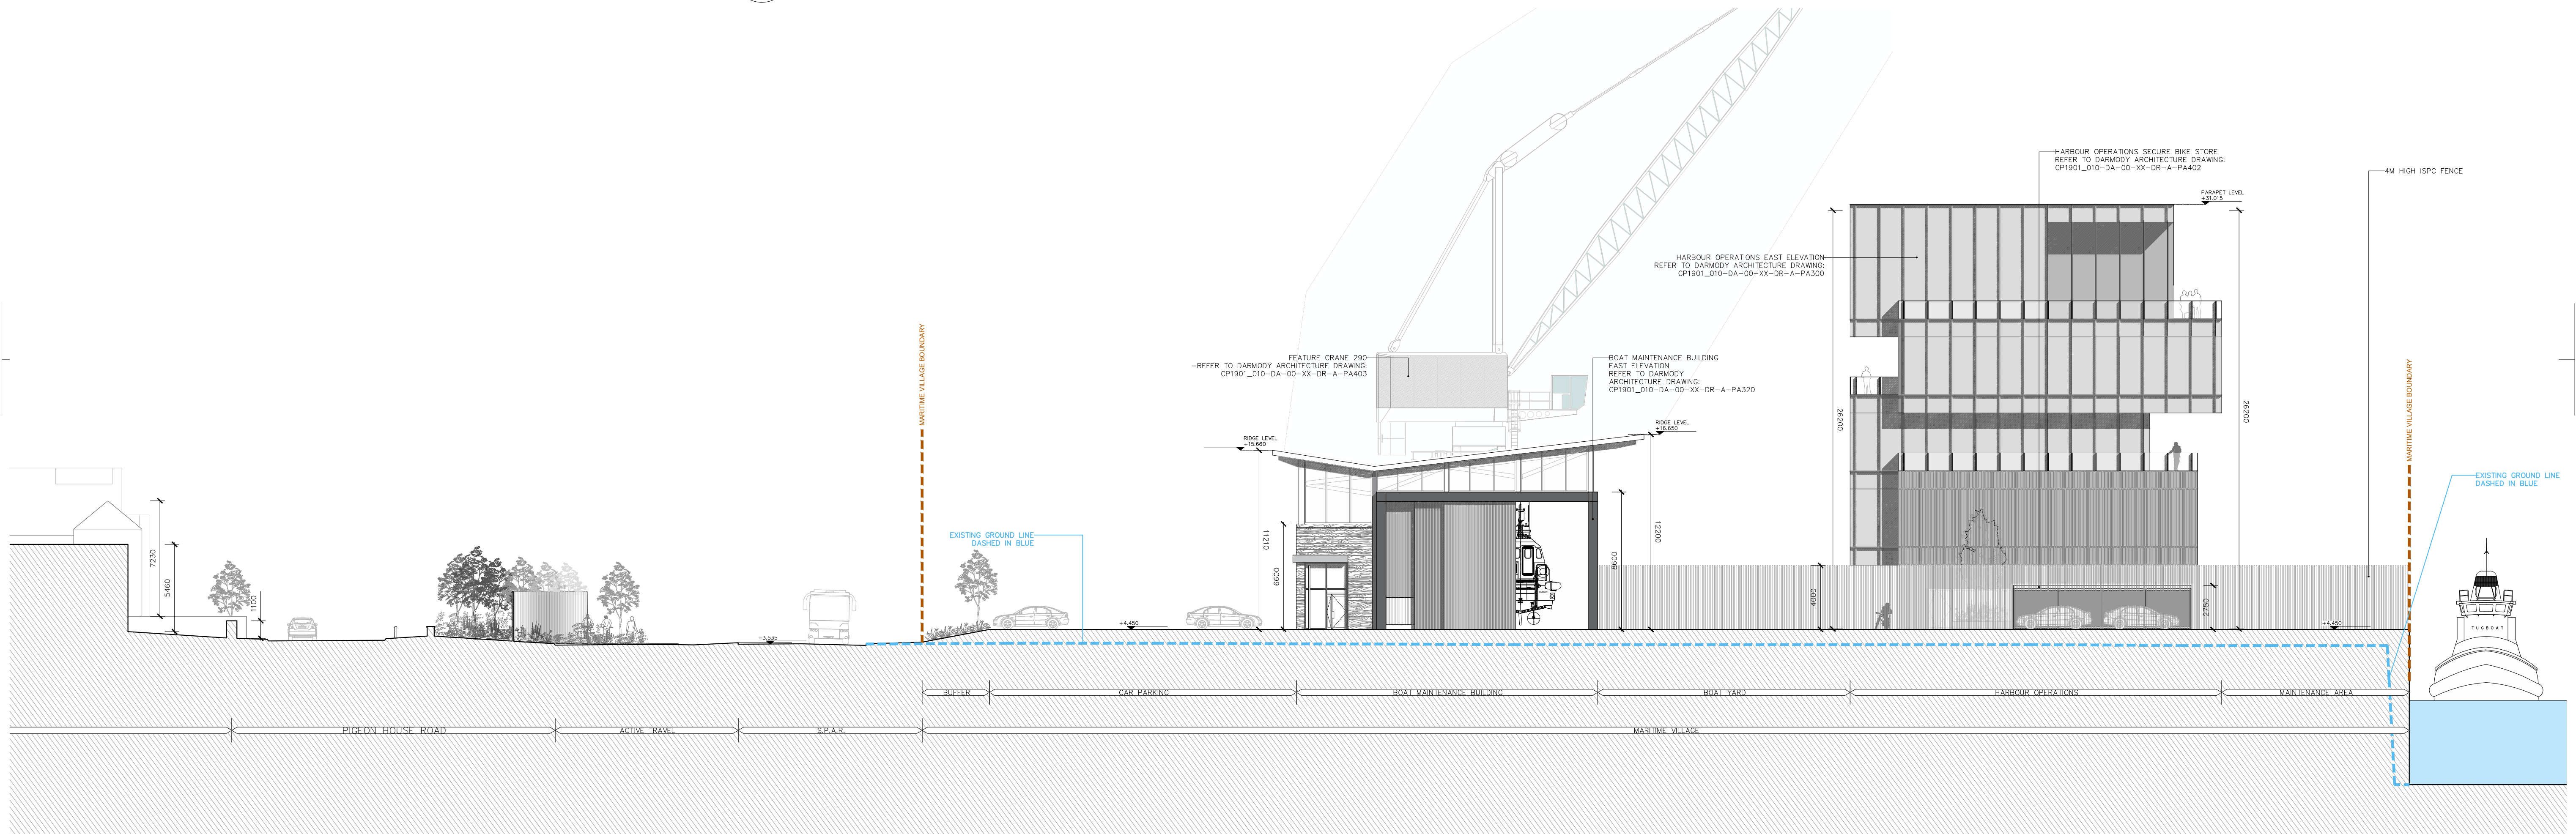 HARBOUR OPERATIONS SECURE BIKE STORE
REFER TO DARMODY ARCHITECTURE DRAWING:
CP1901_010-DA-00-XX-DR-A-PA402
4M HIGH ISPC FENCE
PARAPET LEVEL
+31.015
HARBOUR OPERATIONS EAST ELEVATION
REFER TO DARMODY ARCHITECTURE DRAWING:
CP1901_010-DA-00-XX-DR-A-PA300
MARITIME VILLAGE BOUNDARY
FEATURE CRANE 290
-REFER TO DARMODY ARCHITECTURE DRAWING:
CP1901_010-DA-00-XX-DR-A-PA403
BOAT MAINTENANCE BUILDING
EAST ELEVATION
REFER TO DARMODY
ARCHITECTURE DRAWING:
CP1901_010-DA-00-XX-DR-A-PA320
MARITIME VILLAGE BOUNDARY
26200
26200
RIDGE LEVEL
+15.660
RIDGE LEVEL
+16.650
EXISTING GROUND LINE
DASHED IN BLUE
EXISTING GROUND LINE
DASHED IN BLUE
7230
5460
1100
11210
6600
8600
12200
4000
2750
+3.535
+4.450
+4.450
TUGBOAT
BUFFER
CAR PARKING
BOAT MAINTENANCE BUILDING
BOAT YARD
HARBOUR OPERATIONS
MAINTENANCE AREA
PIGEON HOUSE ROAD
ACTIVE TRAVEL
S.P.A.R.
MARITIME VILLAGE